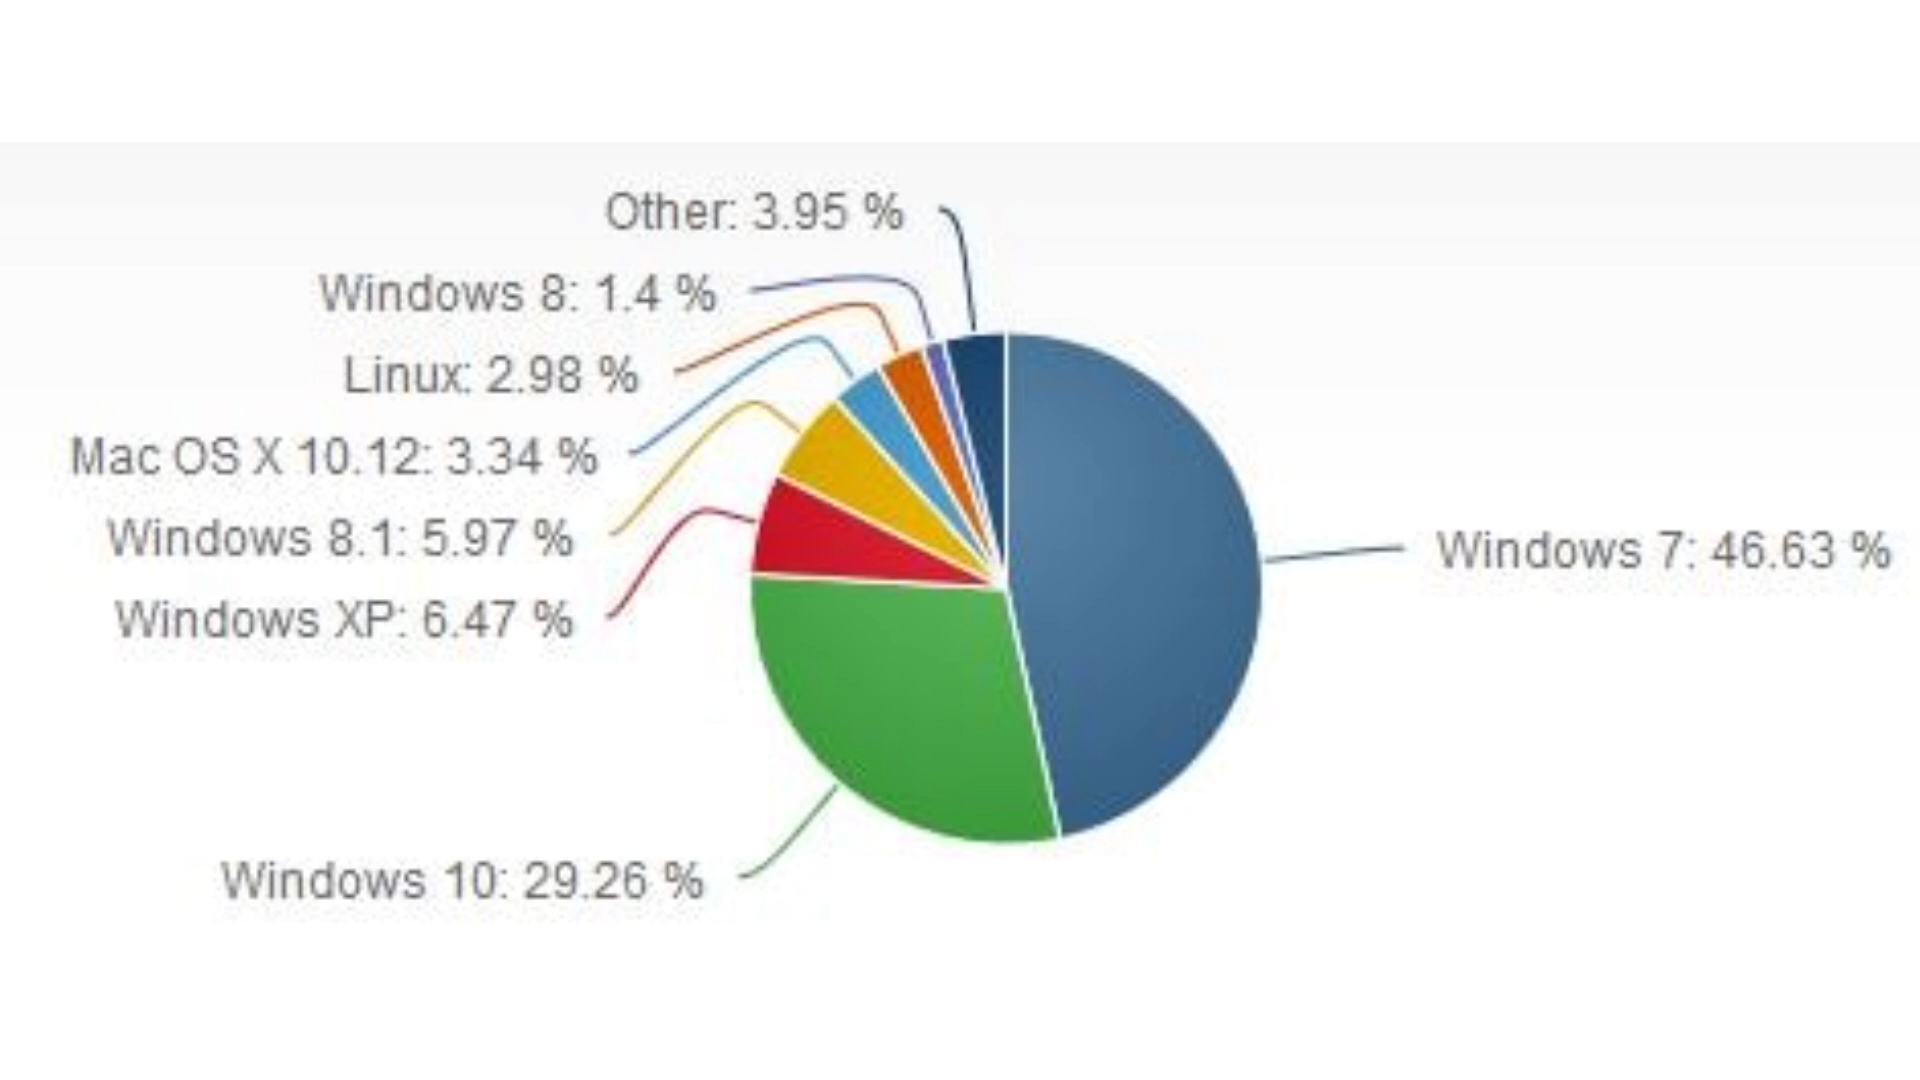 Other: 3.95 %
Windows 8: 1.4 %
Linux: 2.98 %
Mac OS X 10.12: 3.34 %
Windows 8.1: 5.97 %
Windows 7: 46.63 %
Windows XP: 6.47 %
Windows 10: 29.26 %